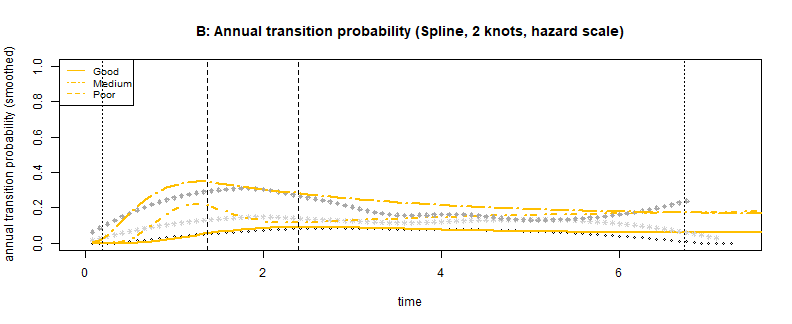 B: Annual transition probability (Spline, 2 knots, hazard scale)
annual transition probability (smoothed)
1.0
0.8
0.6
0.4
0.2
0.0
Good
Medium
Poor
0 2 4 6
time